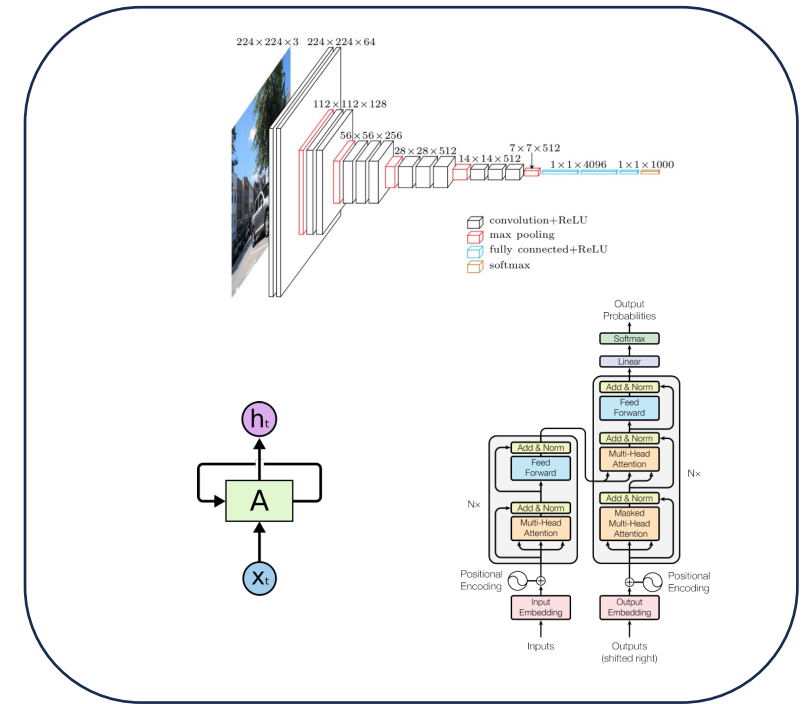 224×224×3
224×224×64
112×112×128
56×56×256
28×28×512
14×14×512
7×7×512
1×1×4096
1×1×1000
convolution+ReLU
max pooling
fully connected+ReLU
softmax
ht
A
xt
Output
Probabilities
Softmax
Linear
Add & Norm
Feed
Forward
Add & Norm
Multi-Head
Attention
Add & Norm
Masked
Multi-Head
Attention
N×
Add & Norm
Feed
Forward
Add & Norm
Multi-Head
Attention
N×
Positional
Encoding
Positional
Encoding
Input
Embedding
Output
Embedding
Inputs
Outputs
(shifted right)